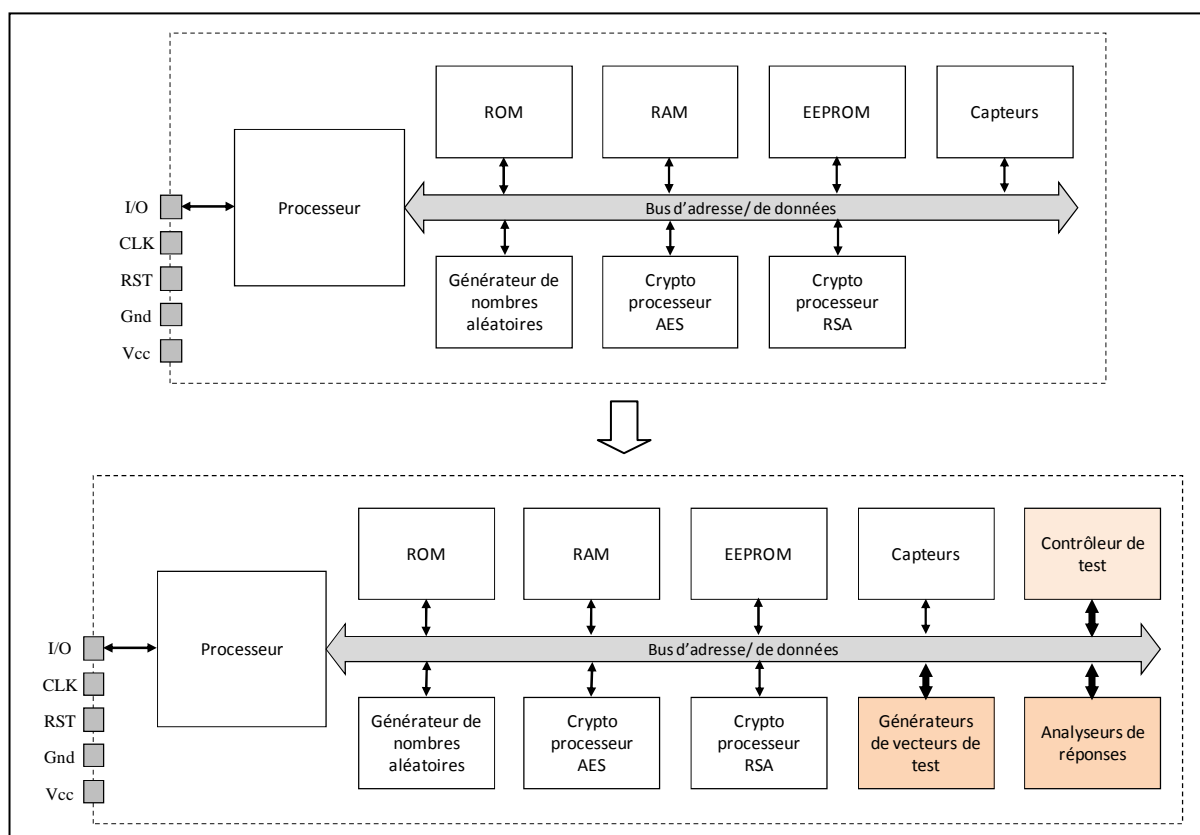 ROM
RAM
EEPROM
Capteurs
I/O
CLK
RST
Gnd
Vcc
Processeur
Bus d'adresse/ de données
Générateur de
nombres
aléatoires
Crypto
processeur
AES
Crypto
processeur
RSA
ROM
RAM
EEPROM
Capteurs
Contrôleur de
test
I/O
CLK
RST
Gnd
Vcc
Processeur
Bus d'adresse/ de données
Générateur de
nombres
aléatoires
Crypto
processeur
AES
Crypto
processeur
RSA
Générateurs
de vecteurs de
test
Analyseurs de
réponses